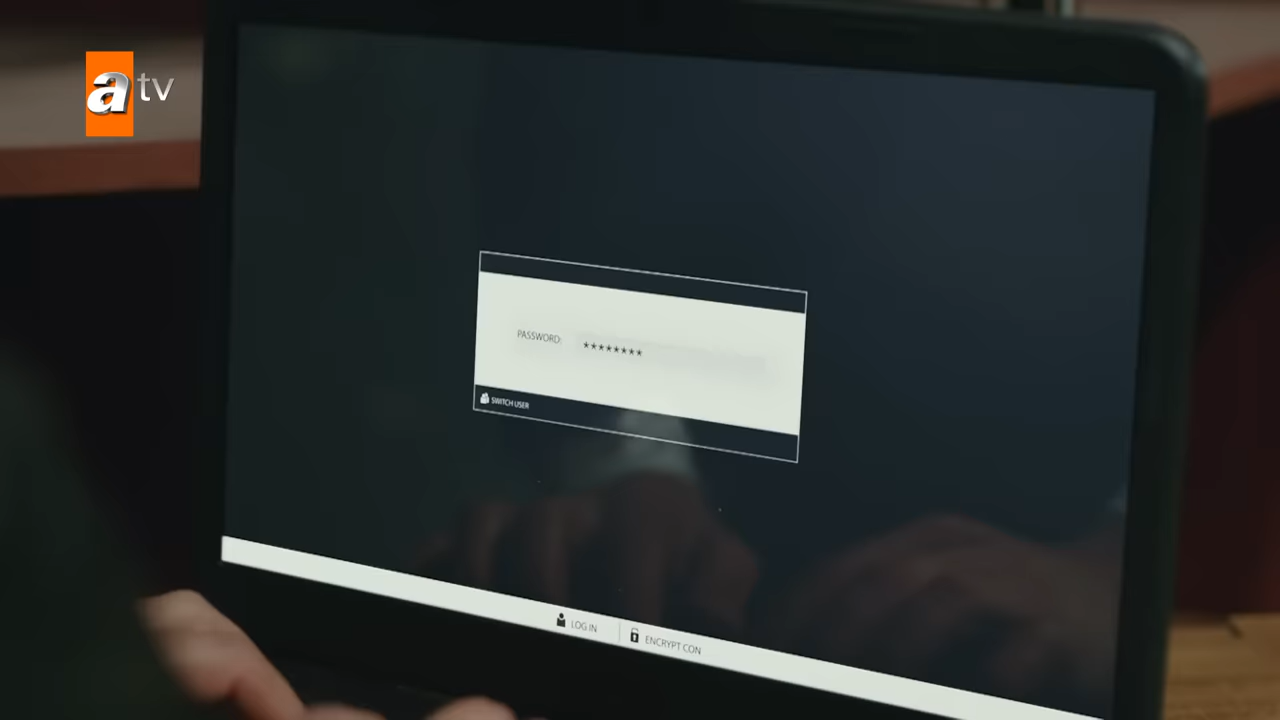 atv
PASSWORD: ********
SWITCH USER
LOG IN
ENCRYPT CON